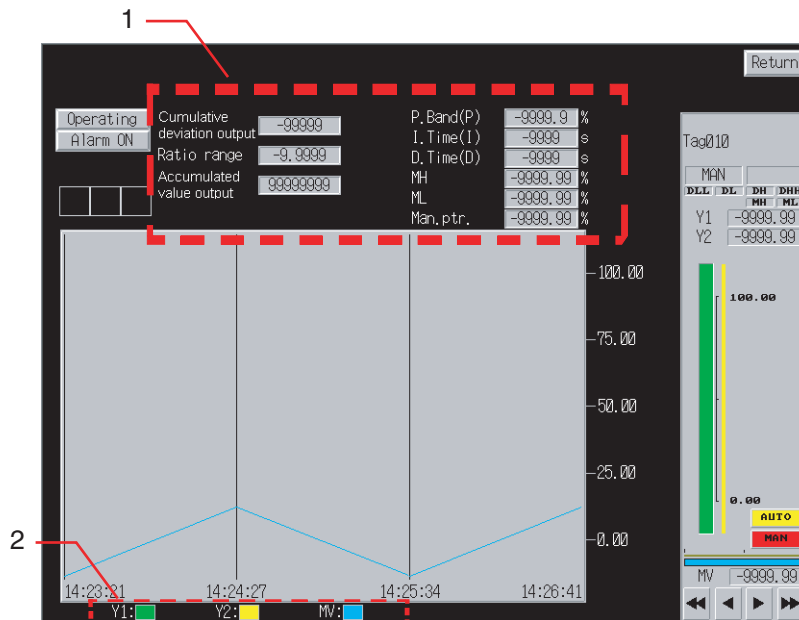 1
Return
Operating
Alarm ON
Cumulative
deviation output
-99999
Ratio range
-9.9999
Accumulated
value output
99999999
P.Band(P)
-9999.9 %
I.Time(I)
-9999 s
D.Time(D)
-9999 s
MH
-9999.99 %
ML
-9999.99 %
Man.ptr.
-9999.99 %
Tag010
MAN
DLL DL DH DHH
MH ML
Y1 -9999.99
Y2 -9999.99
100.00
75.00
50.00
25.00
0.00
100.00
0.00
AUTO
MAN
MV -9999.99
2
14:23:21 14:24:27 14:25:34 14:26:41
Y1: Y2: MV: